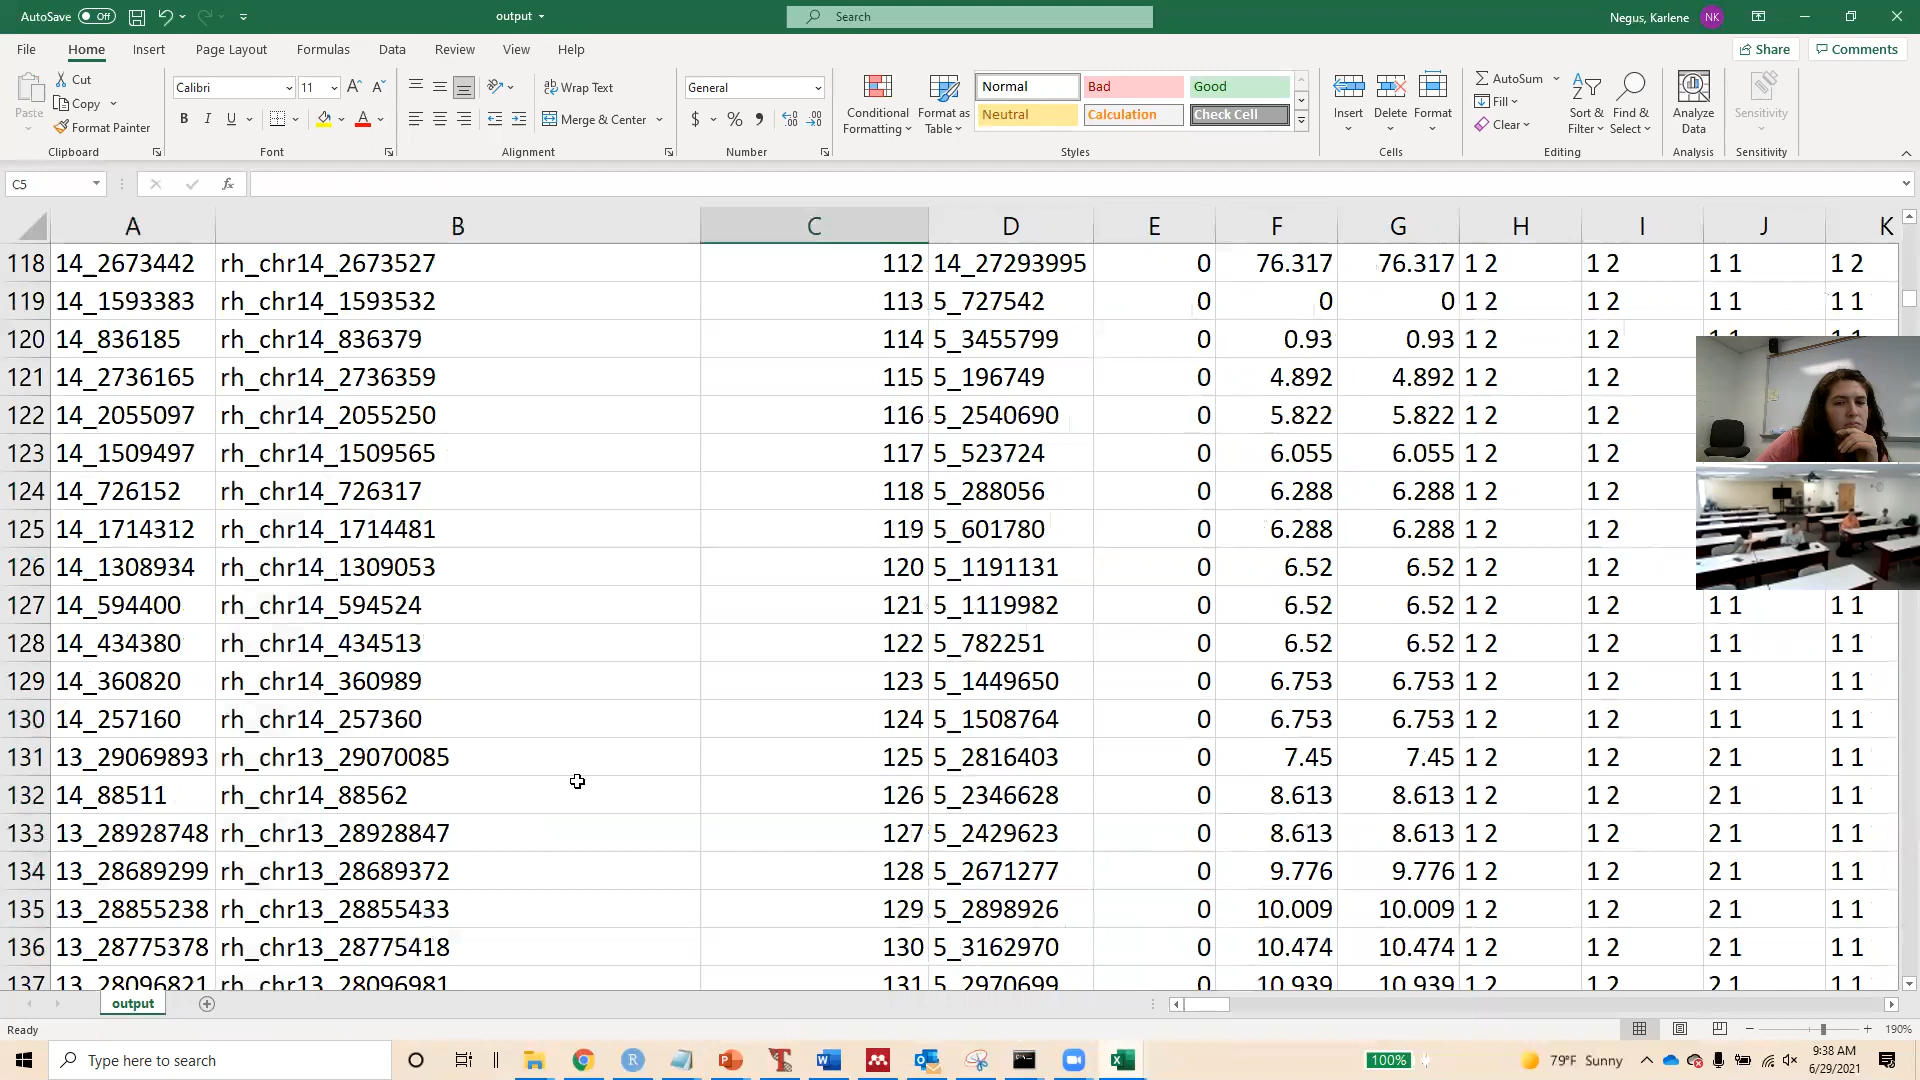 AutoSave Off output Search Negus, Karlene NK
File Home Insert Page Layout Formulas Data Review View Help Share Comments
Paste Cut Copy Format Painter
Calibri 11 B I U
Wrap Text Merge & Center
General $ % 9
Conditional Formatting Format as Table
Normal Bad Good
Neutral Calculation Check Cell
Insert Delete Format
AutoSum Fill Clear Sort & Filter Find & Select
Analyze Data Sensitivity
Clipboard Font Alignment Number Styles Cells Editing Analysis Sensitivity
C5 fx
A B C D E F G H I J K
118 14_2673442 rh_chr14_2673527 112 14_27293995 0 76.317 76.317 1 2 1 2 1 1 1 2
119 14_1593383 rh_chr14_1593532 113 5_727542 0 0 0 1 2 1 2 1 1 1 1
120 14_836185 rh_chr14_836379 114 5_3455799 0 0.93 0.93 1 2 1 2
121 14_2736165 rh_chr14_2736359 115 5_196749 0 4.892 4.892 1 2 1 2
122 14_2055097 rh_chr14_2055250 116 5_2540690 0 5.822 5.822 1 2 1 2
123 14_1509497 rh_chr14_1509565 117 5_523724 0 6.055 6.055 1 2 1 2
124 14_726152 rh_chr14_726317 118 5_288056 0 6.288 6.288 1 2 1 2
125 14_1714312 rh_chr14_1714481 119 5_601780 0 6.288 6.288 1 2 1 2
126 14_1308934 rh_chr14_1309053 120 5_1191131 0 6.52 6.52 1 2 1 2
127 14_594400 rh_chr14_594524 121 5_1119982 0 6.52 6.52 1 2 1 2 1 1 1 1
128 14_434380 rh_chr14_434513 122 5_782251 0 6.52 6.52 1 2 1 2 1 1 1 1
129 14_360820 rh_chr14_360989 123 5_1449650 0 6.753 6.753 1 2 1 2 1 1 1 1
130 14_257160 rh_chr14_257360 124 5_1508764 0 6.753 6.753 1 2 1 2 1 1 1 1
131 13_29069893 rh_chr13_29070085 125 5_2816403 0 7.45 7.45 1 2 1 2 2 1 1 1
132 14_88511 rh_chr14_88562 126 5_2346628 0 8.613 8.613 1 2 1 2 2 1 1 1
133 13_28928748 rh_chr13_28928847 127 5_2429623 0 8.613 8.613 1 2 1 2 2 1 1 1
134 13_28689299 rh_chr13_28689372 128 5_2671277 0 9.776 9.776 1 2 1 2 2 1 1 1
135 13_28855238 rh_chr13_28855433 129 5_2898926 0 10.009 10.009 1 2 1 2 2 1 1 1
136 13_28775378 rh_chr13_28775418 130 5_3162970 0 10.474 10.474 1 2 1 2 2 1 1 1
137 13_28096821 rh_chr13_28096981 131 5_2970699 0 10.939 10.939 1 2 1 2 2 1 1 1
output
Ready 190%
Type here to search 100% 79°F Sunny 9:38 AM
6/29/2021